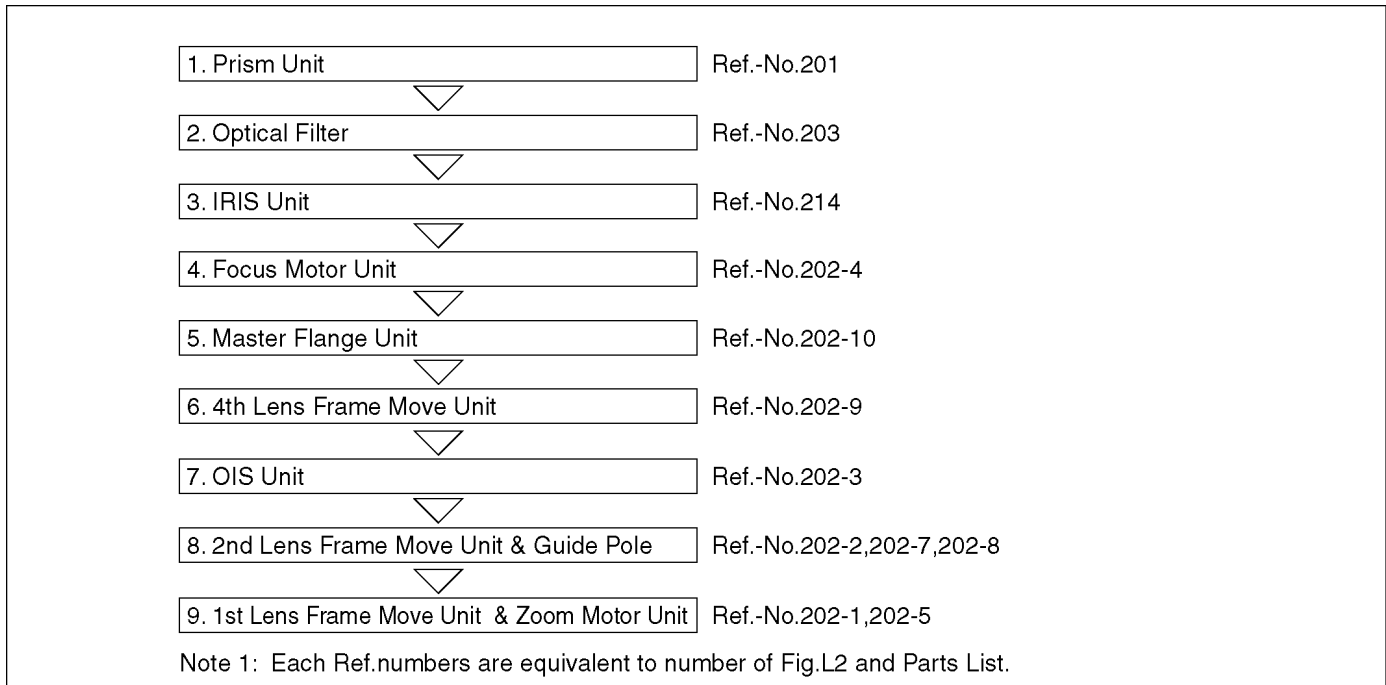 1. Prism Unit Ref.-No.201
2. Optical Filter Ref.-No.203
3. IRIS Unit Ref.-No.214
4. Focus Motor Unit Ref.-No.202-4
5. Master Flange Unit Ref.-No.202-10
6. 4th Lens Frame Move Unit Ref.-No.202-9
7. OIS Unit Ref.-No.202-3
8. 2nd Lens Frame Move Unit & Guide Pole Ref.-No.202-2,202-7,202-8
9. 1st Lens Frame Move Unit & Zoom Motor Unit Ref.-No.202-1,202-5
Note 1: Each Ref.numbers are equivalent to number of Fig.L2 and Parts List.